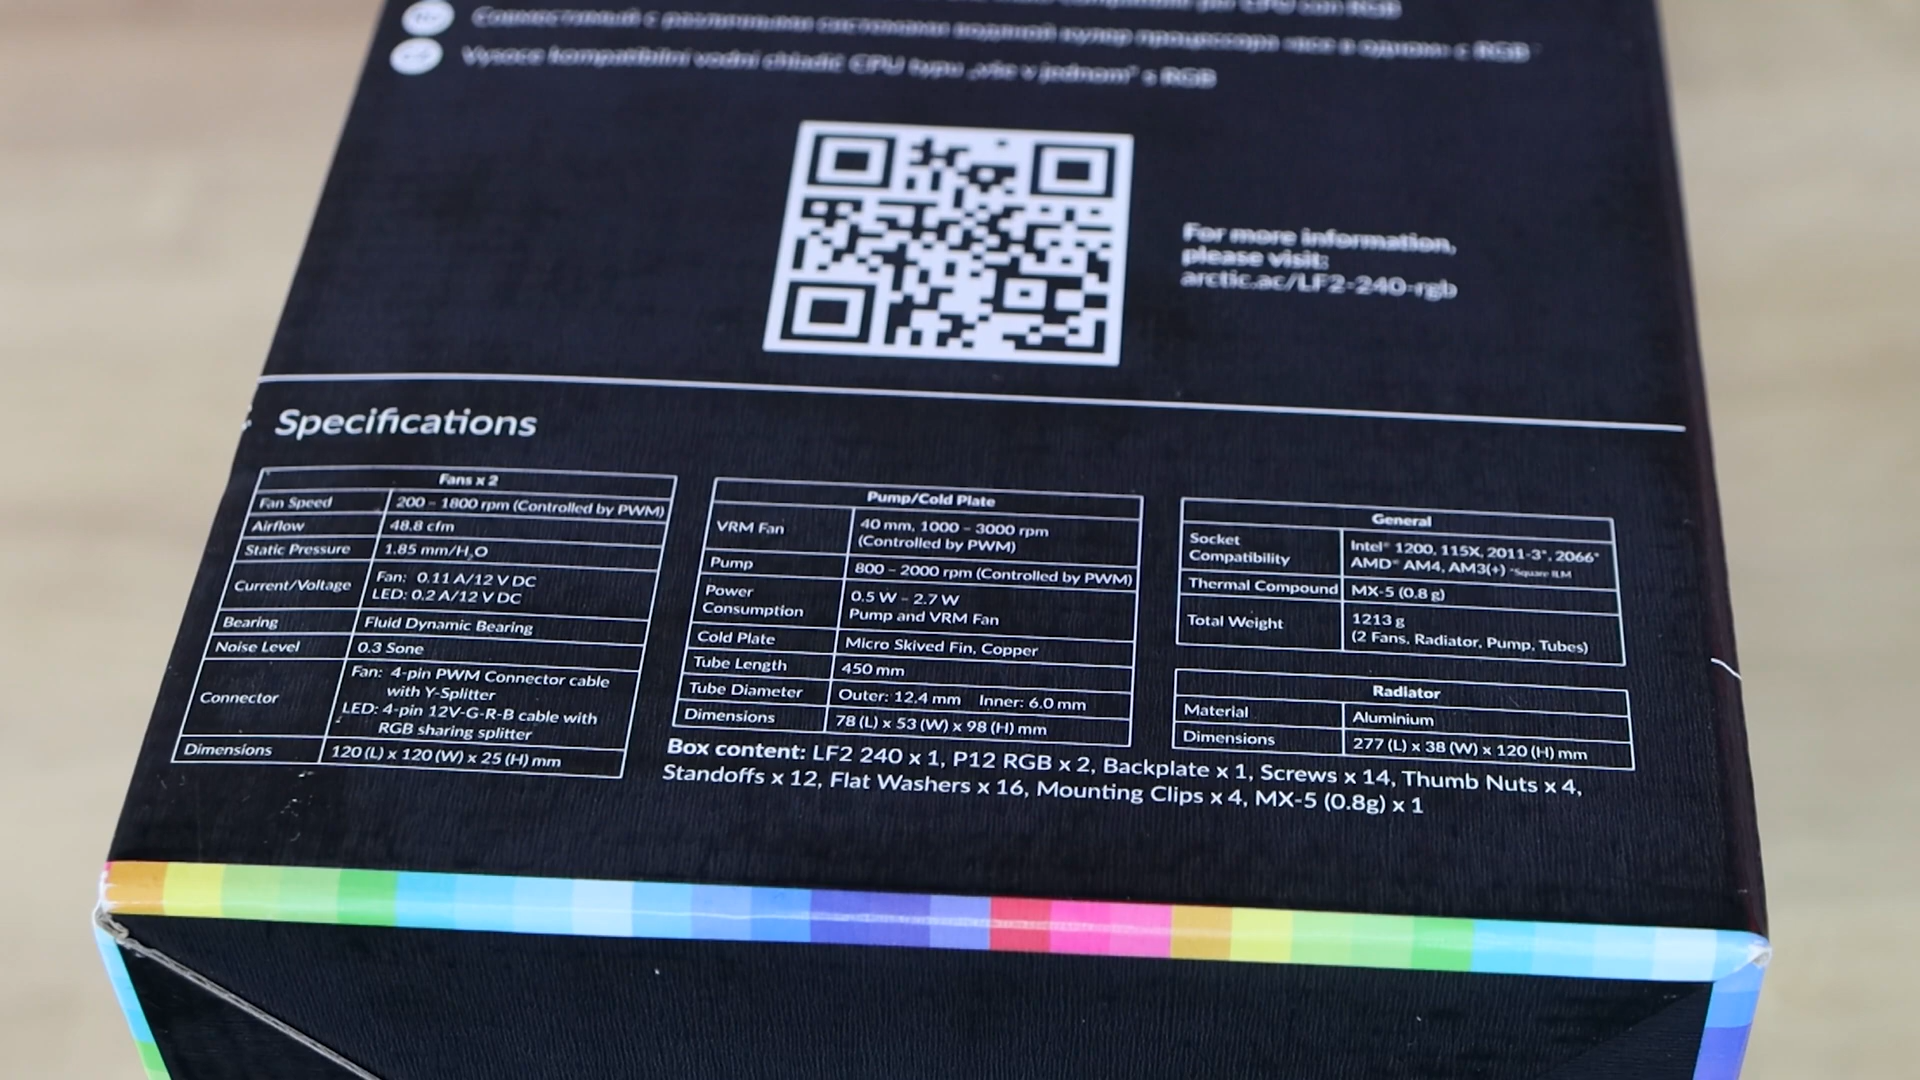 Совместимый с различными системами водяной кулер процессора «все в одном» с RGB
Vysoce kompatibilní vodní chladič CPU typu „vše v jednom“ s RGB
For more information,
please visit:
arctic.ac/LF2-240-rgb
Specifications
Fans x 2
Fan Speed 200 – 1800 rpm (Controlled by PWM)
Airflow 48.8 cfm
Static Pressure 1.85 mm/H₂O
Current/Voltage Fan: 0.11 A/12 V DC
LED: 0.2 A/12 V DC
Bearing Fluid Dynamic Bearing
Noise Level 0.3 Sone
Connector Fan: 4-pin PWM Connector cable
with Y-Splitter
LED: 4-pin 12V-G-R-B cable with
RGB sharing splitter
Dimensions 120 (L) x 120 (W) x 25 (H) mm
Pump/Cold Plate
VRM Fan 40 mm, 1000 – 3000 rpm
(Controlled by PWM)
Pump 800 – 2000 rpm (Controlled by PWM)
Power Consumption 0.5 W – 2.7 W
Pump and VRM Fan
Cold Plate Micro Skived Fin, Copper
Tube Length 450 mm
Tube Diameter Outer: 12.4 mm Inner: 6.0 mm
Dimensions 78 (L) x 53 (W) x 98 (H) mm
General
Socket Compatibility Intel® 1200, 115X, 2011-3*, 2066*
AMD® AM4, AM3(+) *Square ILM
Thermal Compound MX-5 (0.8 g)
Total Weight 1213 g
(2 Fans, Radiator, Pump, Tubes)
Radiator
Material Aluminium
Dimensions 277 (L) x 38 (W) x 120 (H) mm
Box content: LF2 240 x 1, P12 RGB x 2, Backplate x 1, Screws x 14, Thumb Nuts x 4,
Standoffs x 12, Flat Washers x 16, Mounting Clips x 4, MX-5 (0.8g) x 1